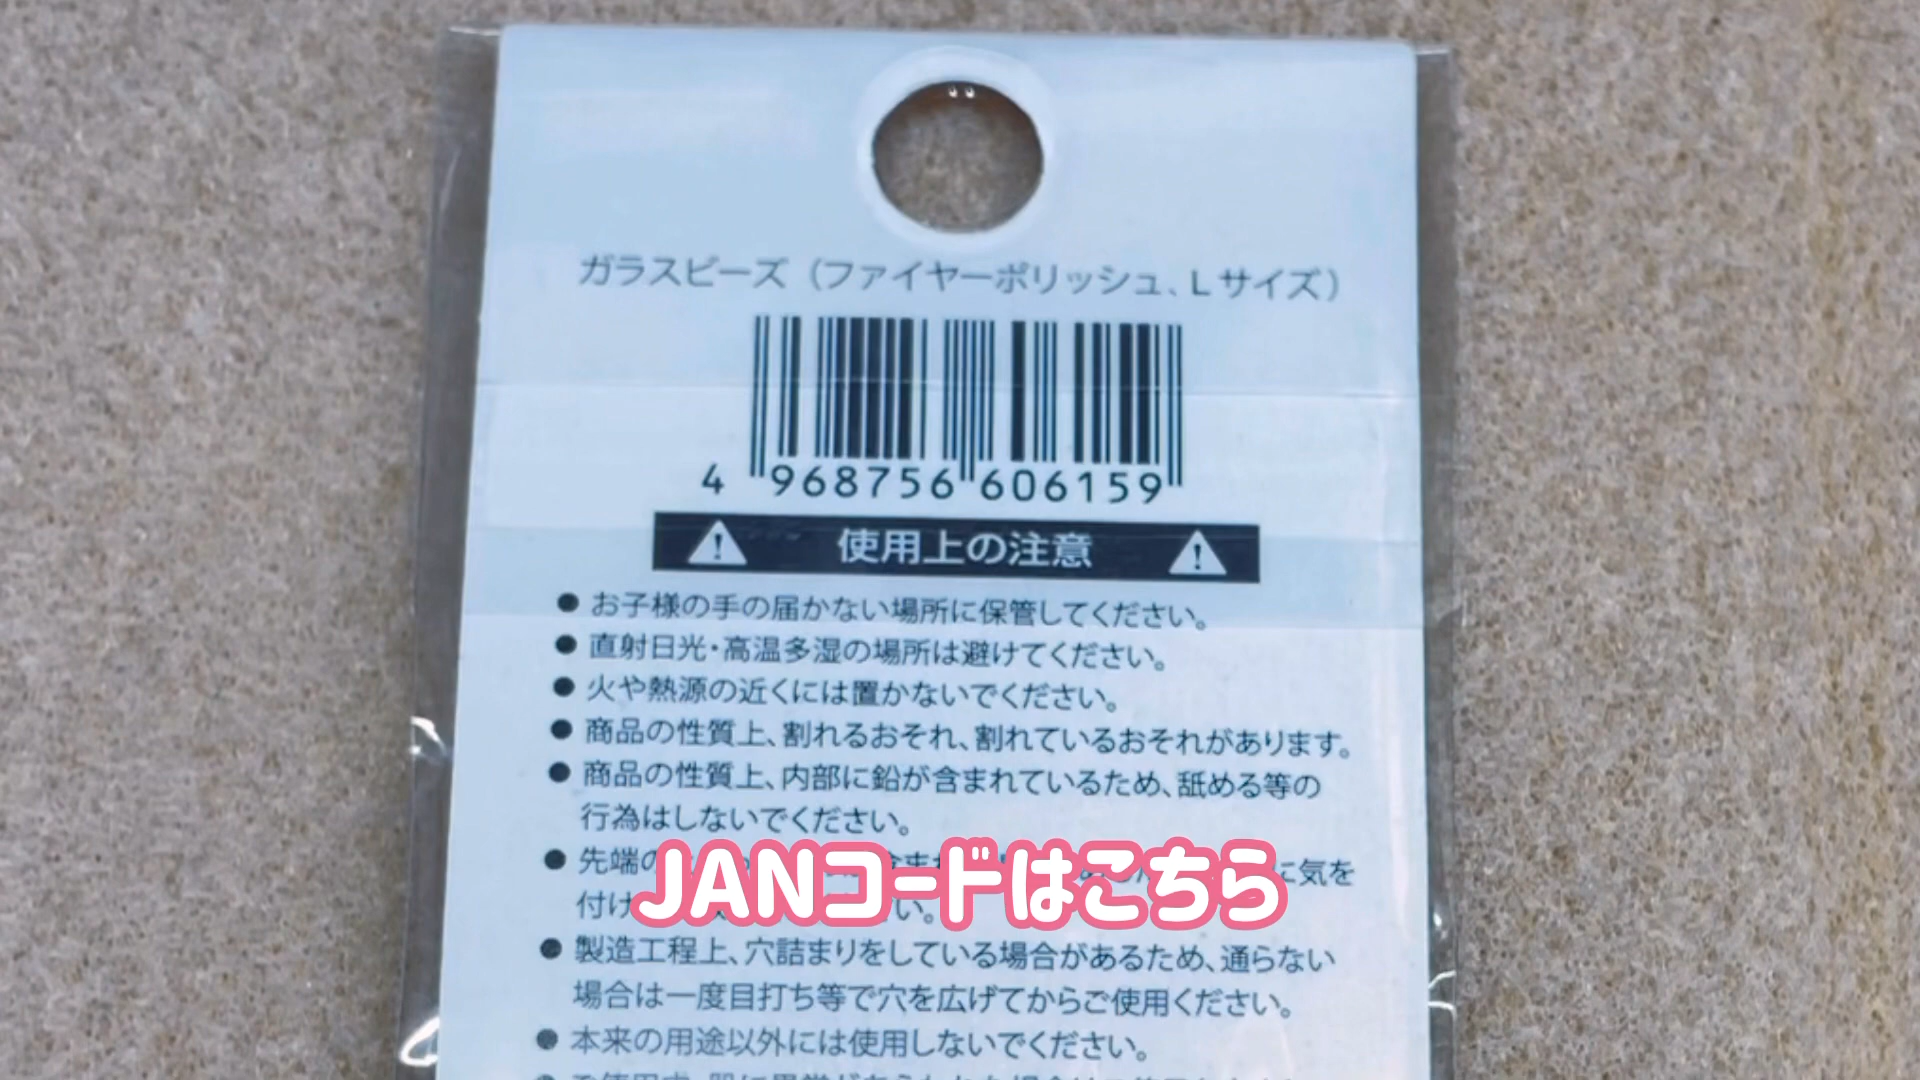 ガラスビーズ（ファイヤーポリッシュ、Lサイズ）
4 968756 606159
使用上の注意
● お子様の手の届かない場所に保管してください。
● 直射日光・高温多湿の場所は避けてください。
● 火や熱源の近くには置かないでください。
● 商品の性質上、割れるおそれ、割れているおそれがあります。
● 商品の性質上、内部に鉛が含まれているため、舐める等の
行為はしないでください。
● 先端の に気を
付け い。
JANコードはこちら
● 製造工程上、穴詰まりをしている場合があるため、通らない
場合は一度目打ち等で穴を広げてからご使用ください。
● 本来の用途以外には使用しないでください。